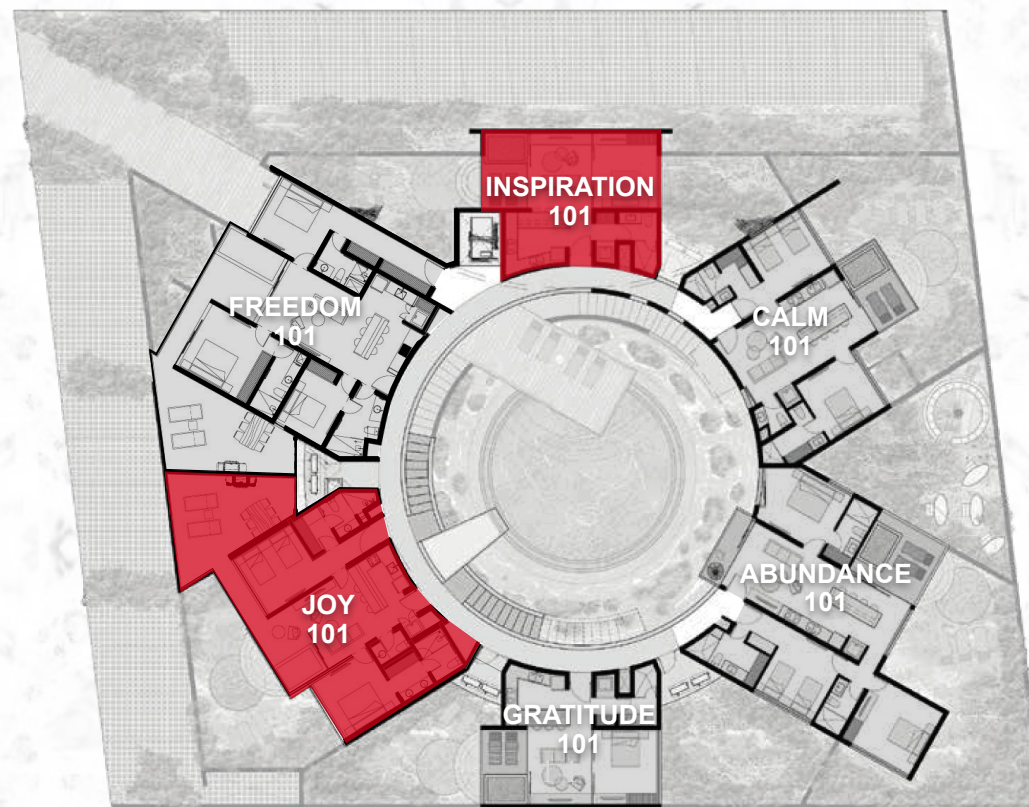 INSPIRATION
101
FREEDOM
101
CALM
101
ABUNDANCE
101
JOY
101
GRATITUDE
101